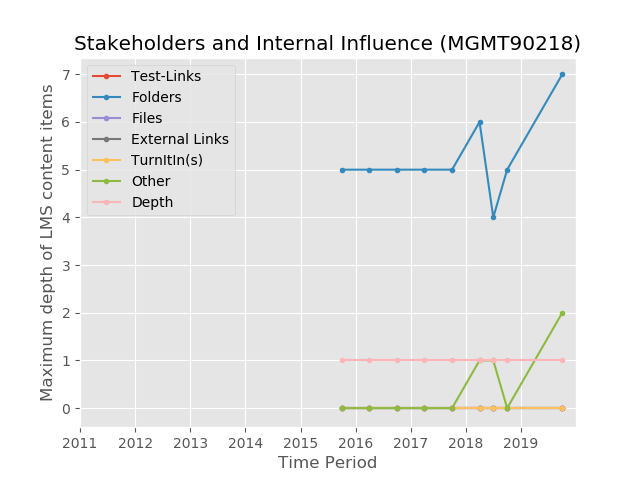 Stakeholders and Internal Influence (MGMT90218)
Maximum depth of LMS content items
7
6
5
4
3
2
1
0
Test-Links
Folders
Files
External Links
TurnItIn(s)
Other
Depth
2011 2012 2013 2014 2015 2016 2017 2018 2019
Time Period